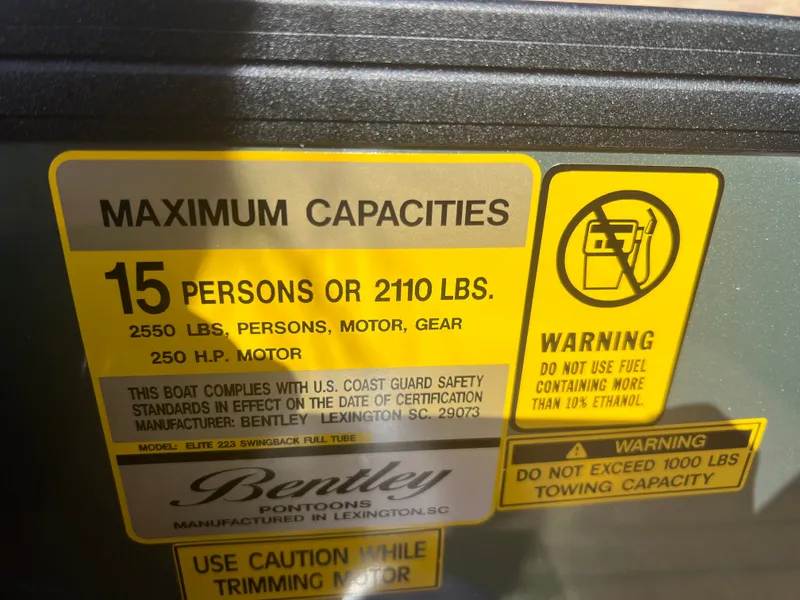 MAXIMUM CAPACITIES
15 PERSONS OR 2110 LBS.
2550 LBS, PERSONS, MOTOR, GEAR
250 H.P. MOTOR
THIS BOAT COMPLIES WITH U.S. COAST GUARD SAFETY
STANDARDS IN EFFECT ON THE DATE OF CERTIFICATION
MANUFACTURER: BENTLEY LEXINGTON SC. 29073
MODEL: ELITE 223 SWINGBACK FULL TUBE
Bentley
PONTOONS
MANUFACTURED IN LEXINGTON, SC
USE CAUTION WHILE
TRIMMING MOTOR
WARNING
DO NOT USE FUEL
CONTAINING MORE
THAN 10% ETHANOL.
WARNING
DO NOT EXCEED 1000 LBS
TOWING CAPACITY